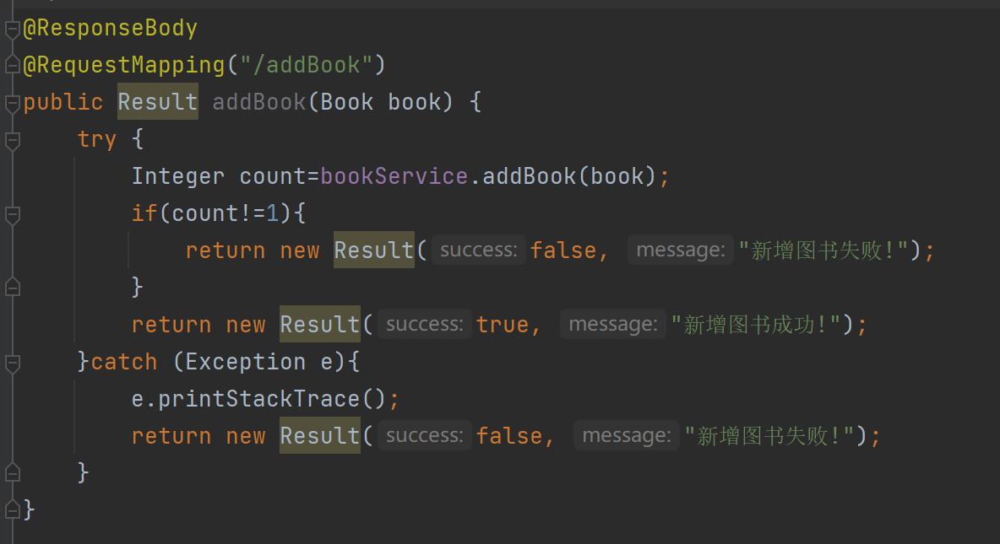 @ResponseBody
@RequestMapping("/addBook")
public Result addBook(Book book) {
try {
Integer count=bookService.addBook(book);
if(count!=1){
return new Result( success: false, message: "新增图书失败!");
}
return new Result( success: true, message: "新增图书成功!");
}catch (Exception e){
e.printStackTrace();
return new Result( success: false, message: "新增图书失败!");
}
}